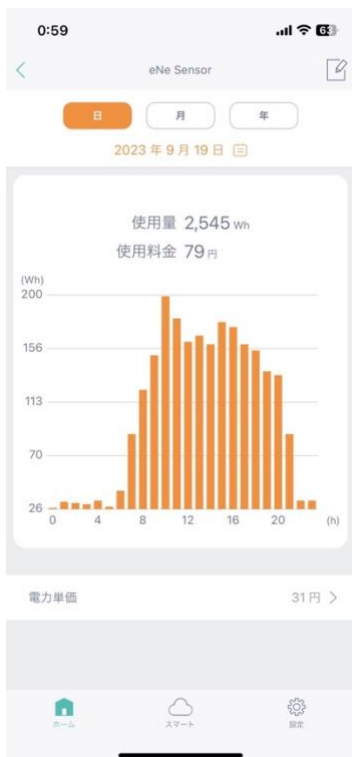 0:59
63
eNe Sensor
日 月 年
2023 年 9 月 19 日
使用量 2,545 Wh
使用料金 79 円
(Wh)
200
156
113
70
26
0 4 8 12 16 20 (h)
電力単価 31 円
ホーム スマート 設定